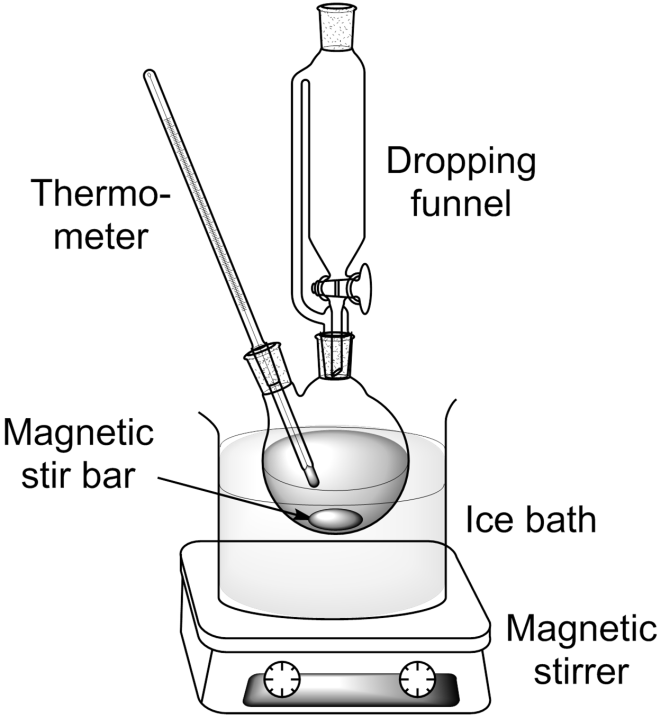 Dropping
funnel
Thermo-
meter
Magnetic
stir bar
Ice bath
Magnetic
stirrer